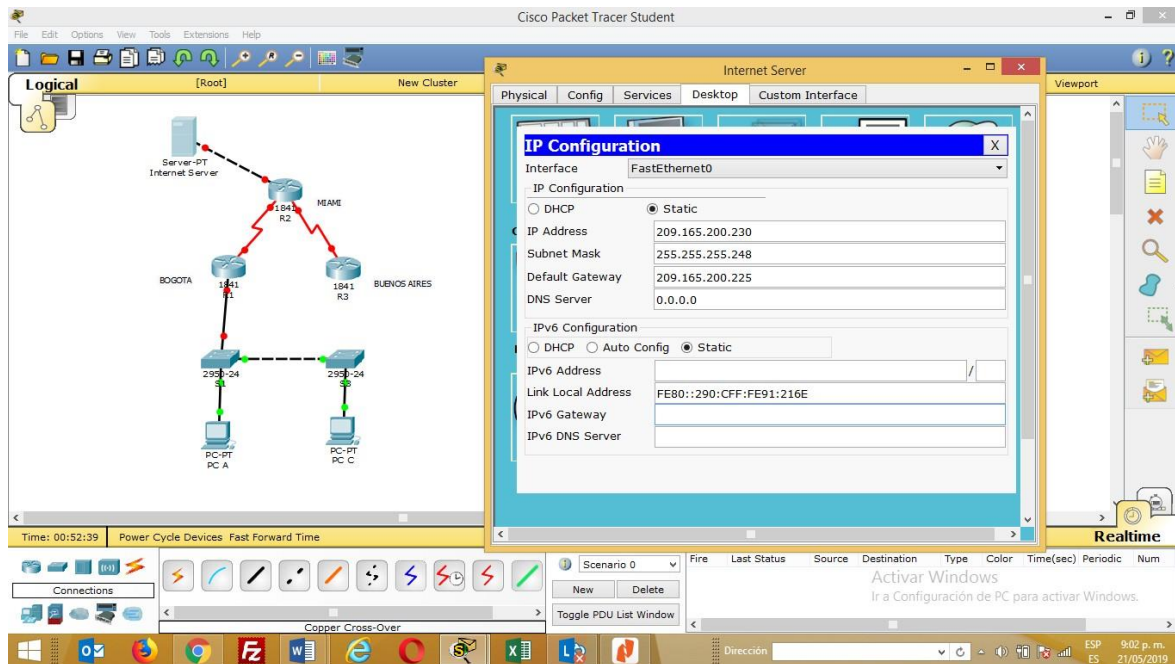 Cisco Packet Tracer Student
File Edit Options View Tools Extensions Help
Logical
[Root]
New Cluster
Viewport
Server-PT
Internet Server
1841
R2
MIAMI
BOGOTA
1841
R1
1841
R3
BUENOS AIRES
2950-24
S1
2950-24
S3
PC-PT
PC A
PC-PT
PC C
Internet Server
Physical Config Services Desktop Custom Interface
IP Configuration X
Interface FastEthernet0
IP Configuration
DHCP Static
IP Address 209.165.200.230
Subnet Mask 255.255.255.248
Default Gateway 209.165.200.225
DNS Server 0.0.0.0
IPv6 Configuration
DHCP Auto Config Static
IPv6 Address /
Link Local Address FE80::290:CFF:FE91:216E
IPv6 Gateway
IPv6 DNS Server
Time: 00:52:39 Power Cycle Devices Fast Forward Time
Realtime
Connections
Copper Cross-Over
Scenario 0
New Delete
Toggle PDU List Window
Fire Last Status Source Destination Type Color Time(sec) Periodic Num
Activar Windows
Ir a Configuración de PC para activar Windows.
Dirección
ESP
ES
9:02 p. m.
21/05/2019